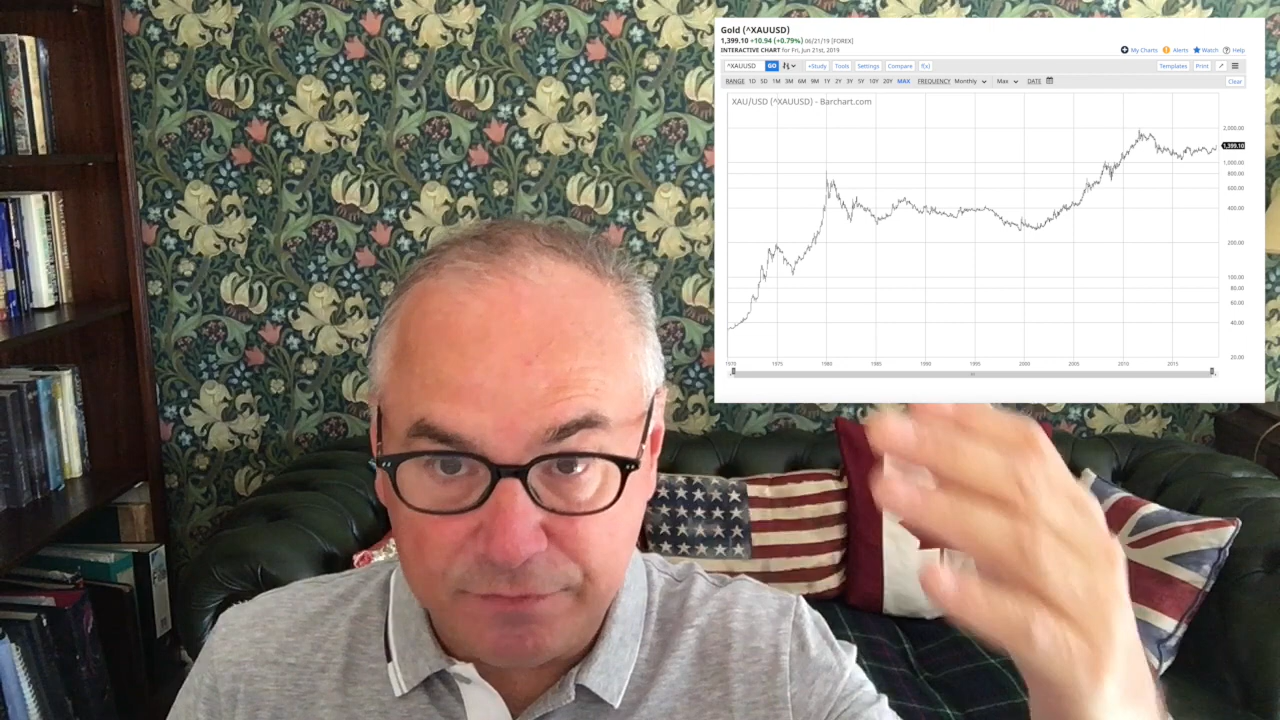 Gold (^XAUUSD)
1,399.10 +10.94 (+0.79%) 06/21/19 [FOREX]
INTERACTIVE CHART for Fri, Jun 21st, 2019
My Charts Alerts Watch Help
^XAUUSD GO +Study Tools Settings Compare f(x) Templates Print
RANGE 1D 5D 1M 3M 6M 9M 1Y 2Y 3Y 5Y 10Y 20Y MAX FREQUENCY Monthly Max DATE Clear
XAU/USD (^XAUUSD) - Barchart.com
2,000.00
1,399.10
1,000.00
800.00
600.00
400.00
200.00
100.00
80.00
60.00
40.00
20.00
1970 1975 1980 1985 1990 1995 2000 2005 2010 2015